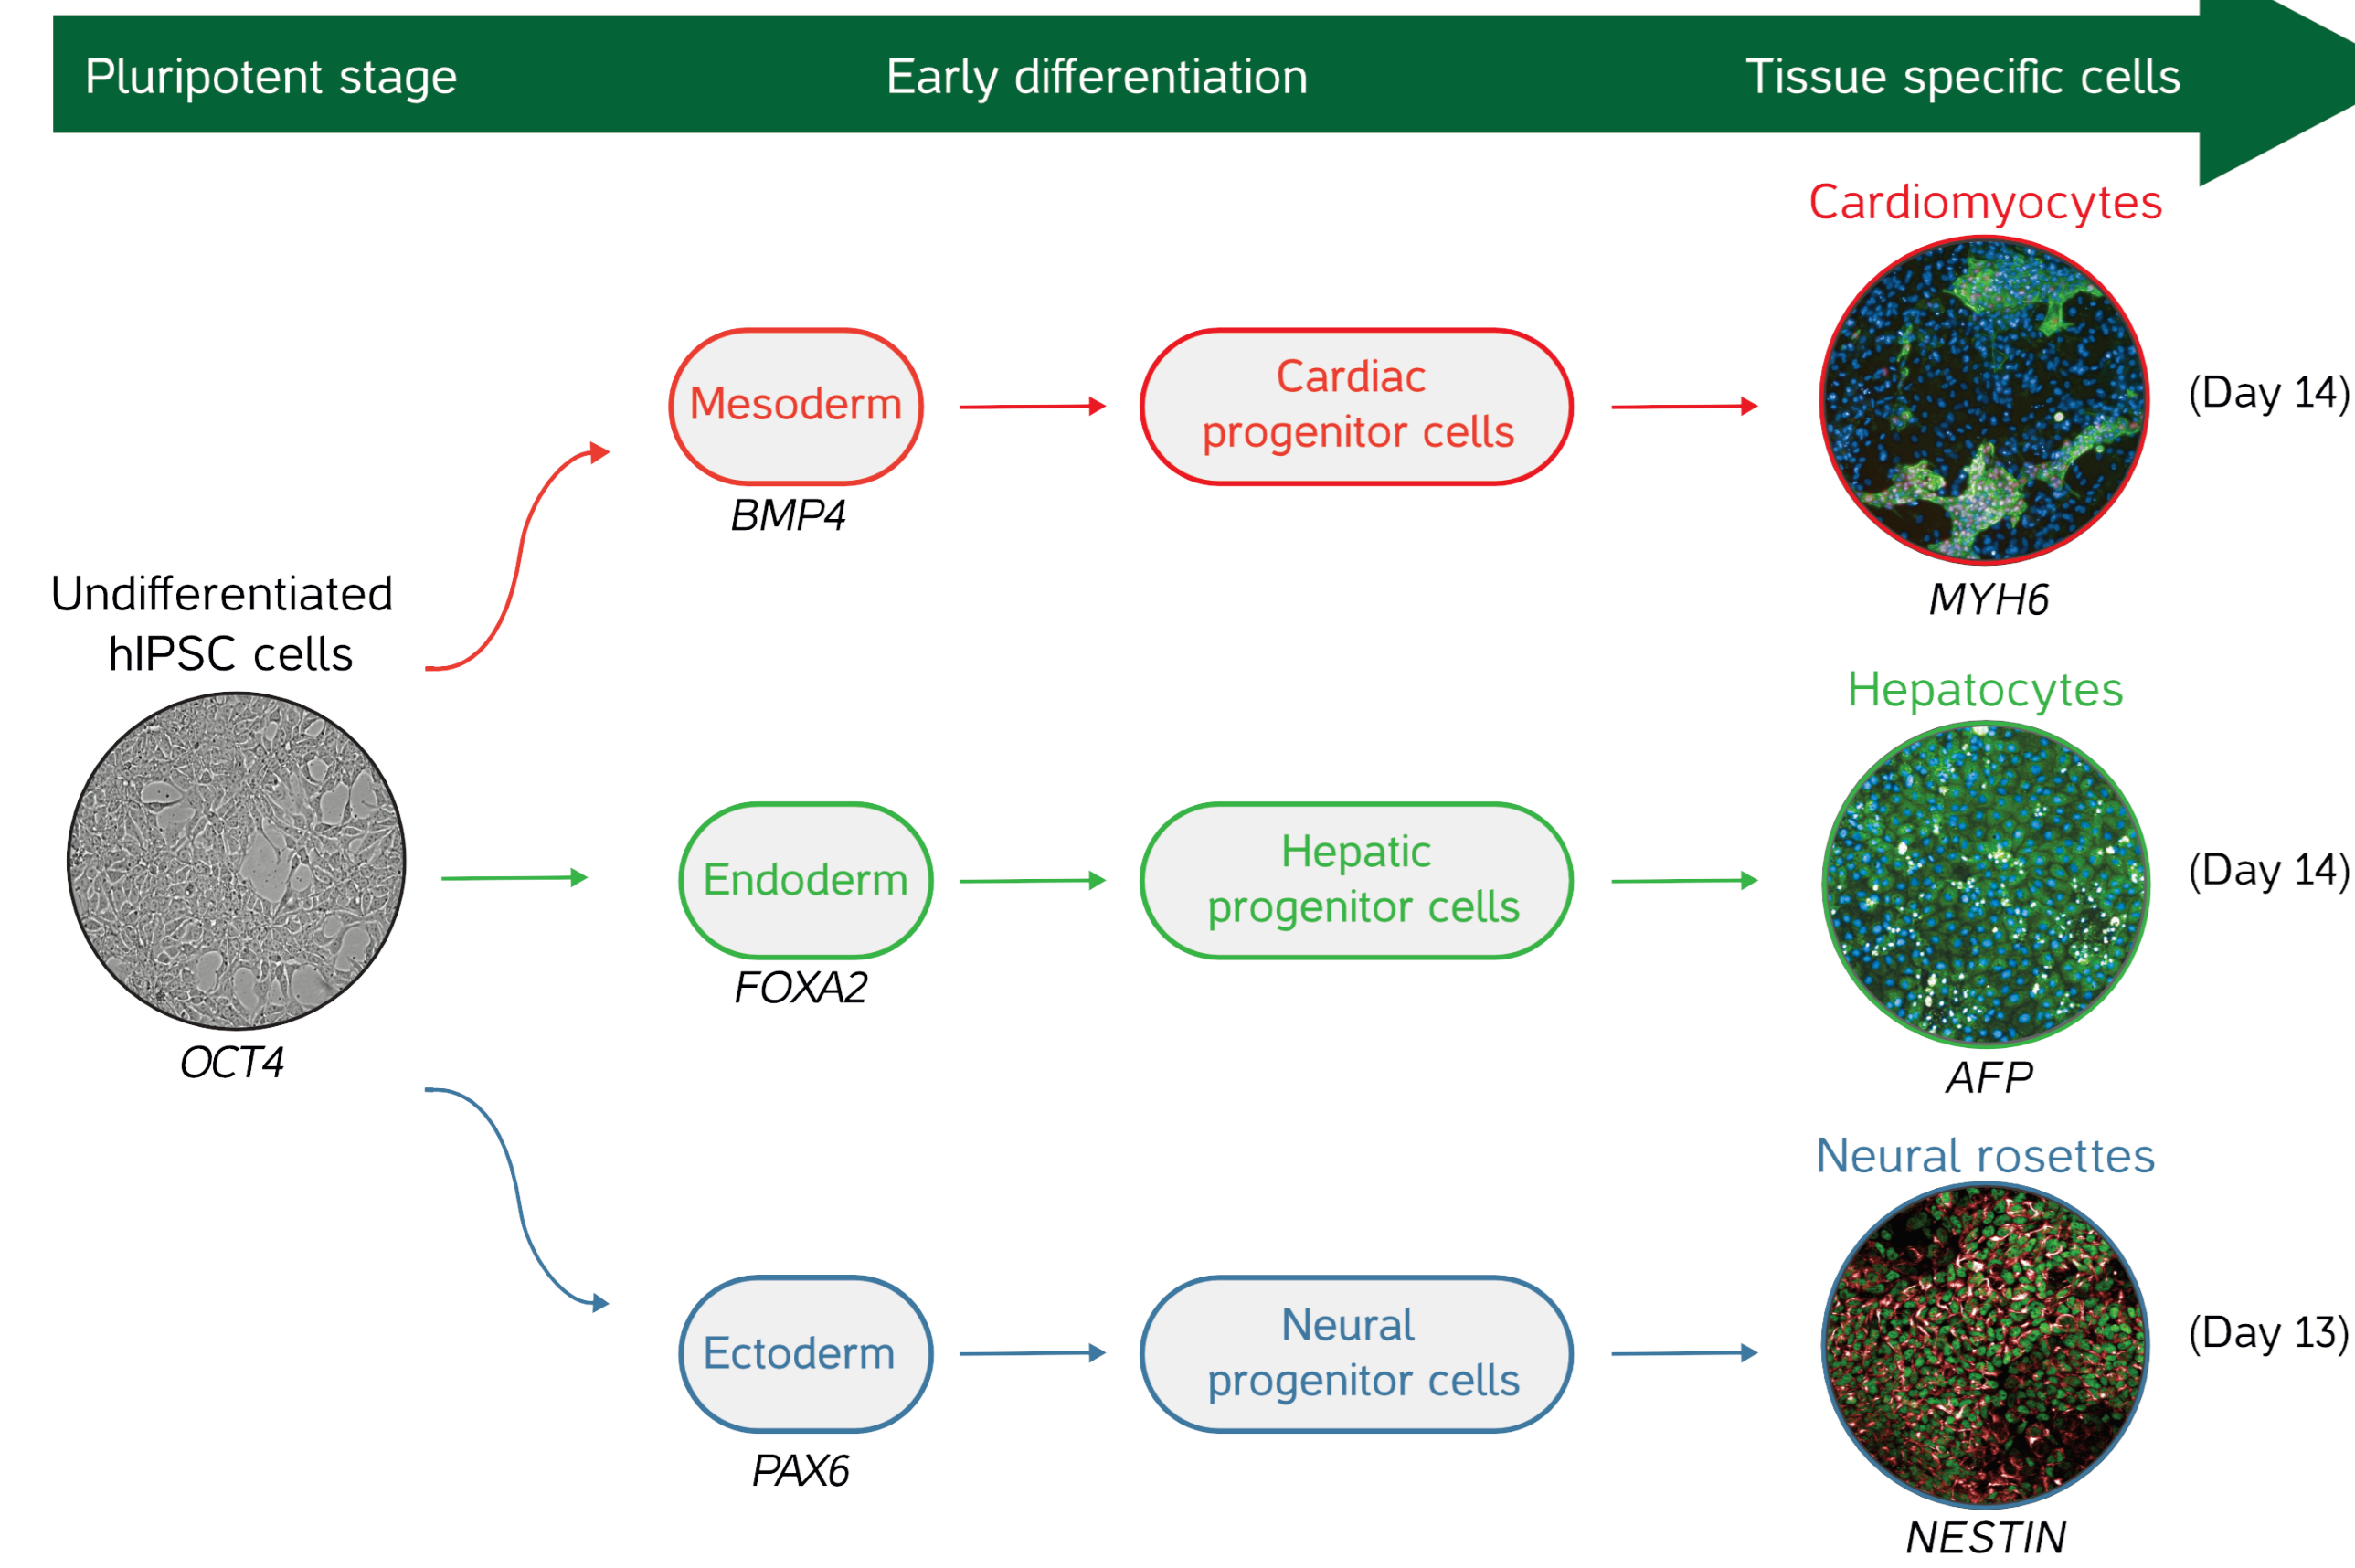 Pluripotent stage
Early differentiation
Tissue specific cells
Cardiomyocytes
Mesoderm
Cardiac
progenitor cells
(Day 14)
BMP4
MYH6
Undifferentiated
hIPSC cells
Hepatocytes
Endoderm
Hepatic
progenitor cells
(Day 14)
FOXA2
OCT4
AFP
Neural rosettes
Ectoderm
Neural
progenitor cells
(Day 13)
PAX6
NESTIN